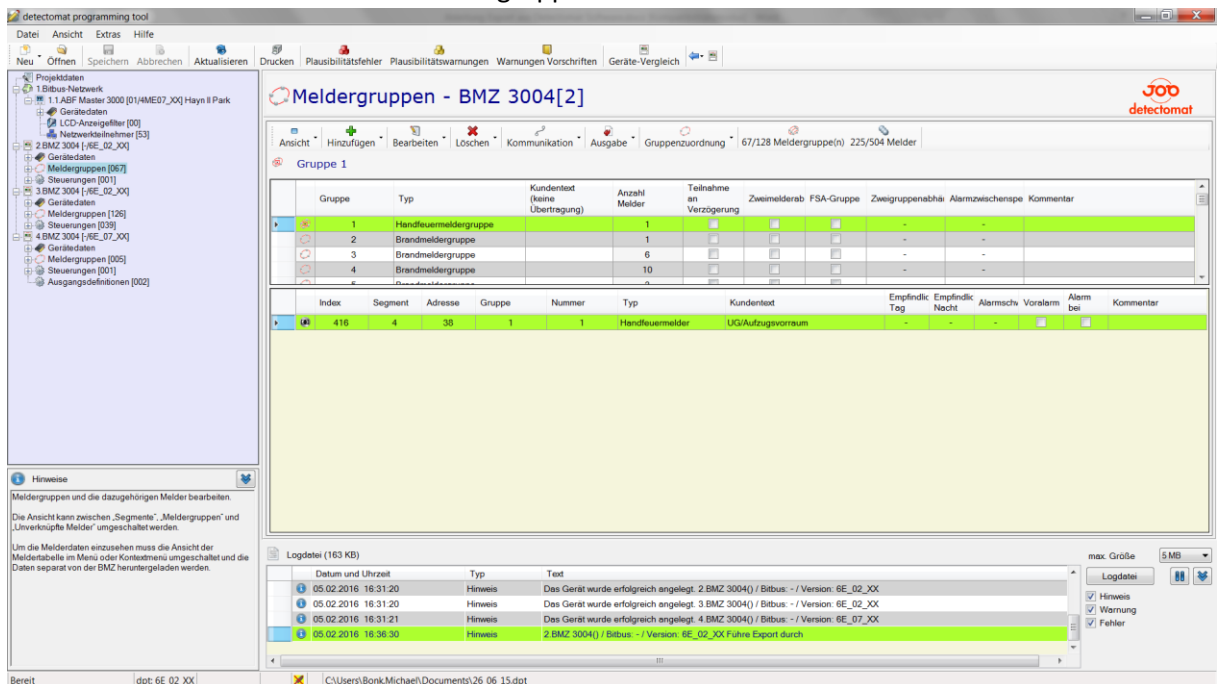 detectomat programming tool
Datei Ansicht Extras Hilfe
Neu Öffnen Speichern Abbrechen Aktualisieren Drucken Plausibilitätsfehler Plausibilitätswarnungen Warnungen Vorschriften Geräte-Vergleich
Projektdaten
1.Bitbus-Netzwerk
1.1.ABF Master 3000 [01/4ME07_XX] Hayn II Park
Gerätedaten
LCD-Anzeigefilter [00]
Netzwerkteilnehmer [53]
2.BMZ 3004 [-/6E_02_XX]
Gerätedaten
Meldergruppen [067]
Steuerungen [001]
3.BMZ 3004 [-/6E_02_XX]
Gerätedaten
Meldergruppen [126]
Steuerungen [039]
4.BMZ 3004 [-/6E_07_XX]
Gerätedaten
Meldergruppen [005]
Steuerungen [001]
Ausgangsdefinitionen [002]
Meldergruppen - BMZ 3004[2]
JOB
detectomat
Ansicht Hinzufügen Bearbeiten Löschen Kommunikation Ausgabe Gruppenzuordnung 67/128 Meldergruppe(n) 225/504 Melder
Gruppe 1
Gruppe Typ Kundentext (keine Übertragung) Anzahl Melder Teilnahme an Verzögerung Zweimelderab FSA-Gruppe Zweigruppenabhäi Alarmzwischenspe Kommentar
1 Handfeuermeldergruppe 1 - -
2 Brandmeldergruppe 1 - -
3 Brandmeldergruppe 6 - -
4 Brandmeldergruppe 10 - -
Index Segment Adresse Gruppe Nummer Typ Kundentext Empfindlic Tag Empfindlic Nacht Alarmschw Voralarm Alarm bei Kommentar
416 4 38 1 1 Handfeuermelder UG/Aufzugsvorraum - - -
Hinweise
Meldergruppen und die dazugehörigen Melder bearbeiten.
Die Ansicht kann zwischen „Segmente", „Meldergruppen" und
„Unverknüpfte Melder" umgeschaltet werden.
Um die Melderdaten einzusehen muss die Ansicht der
Meldertabelle im Menü oder Kontextmenü umgeschaltet und die
Daten separat von der BMZ heruntergeladen werden.
Logdatei (163 KB)
max. Größe 5 MB
Datum und Uhrzeit Typ Text
05.02.2016 16:31:20 Hinweis Das Gerät wurde erfolgreich angelegt. 2.BMZ 3004() / Bitbus: - / Version: 6E_02_XX
05.02.2016 16:31:20 Hinweis Das Gerät wurde erfolgreich angelegt. 3.BMZ 3004() / Bitbus: - / Version: 6E_02_XX
05.02.2016 16:31:21 Hinweis Das Gerät wurde erfolgreich angelegt. 4.BMZ 3004() / Bitbus: - / Version: 6E_07_XX
05.02.2016 16:36:30 Hinweis 2.BMZ 3004() / Bitbus: - / Version: 6E_02_XX Führe Export durch
Logdatei
Hinweis
Warnung
Fehler
Bereit dpt: 6E_02_XX C:\Users\Bonk.Michael\Documents\26_06_15.dpt